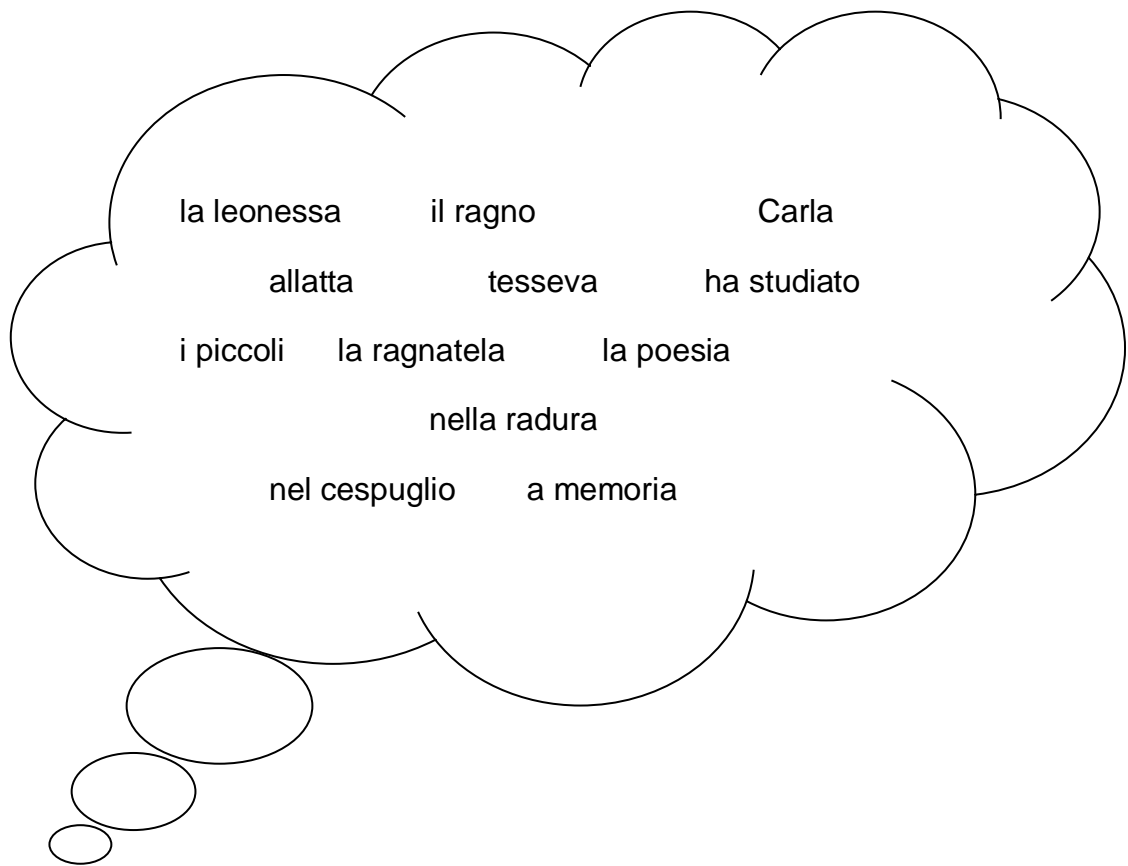 la leonessa il ragno Carla
allatta tesseva ha studiato
i piccoli la ragnatela la poesia
nella radura
nel cespuglio a memoria